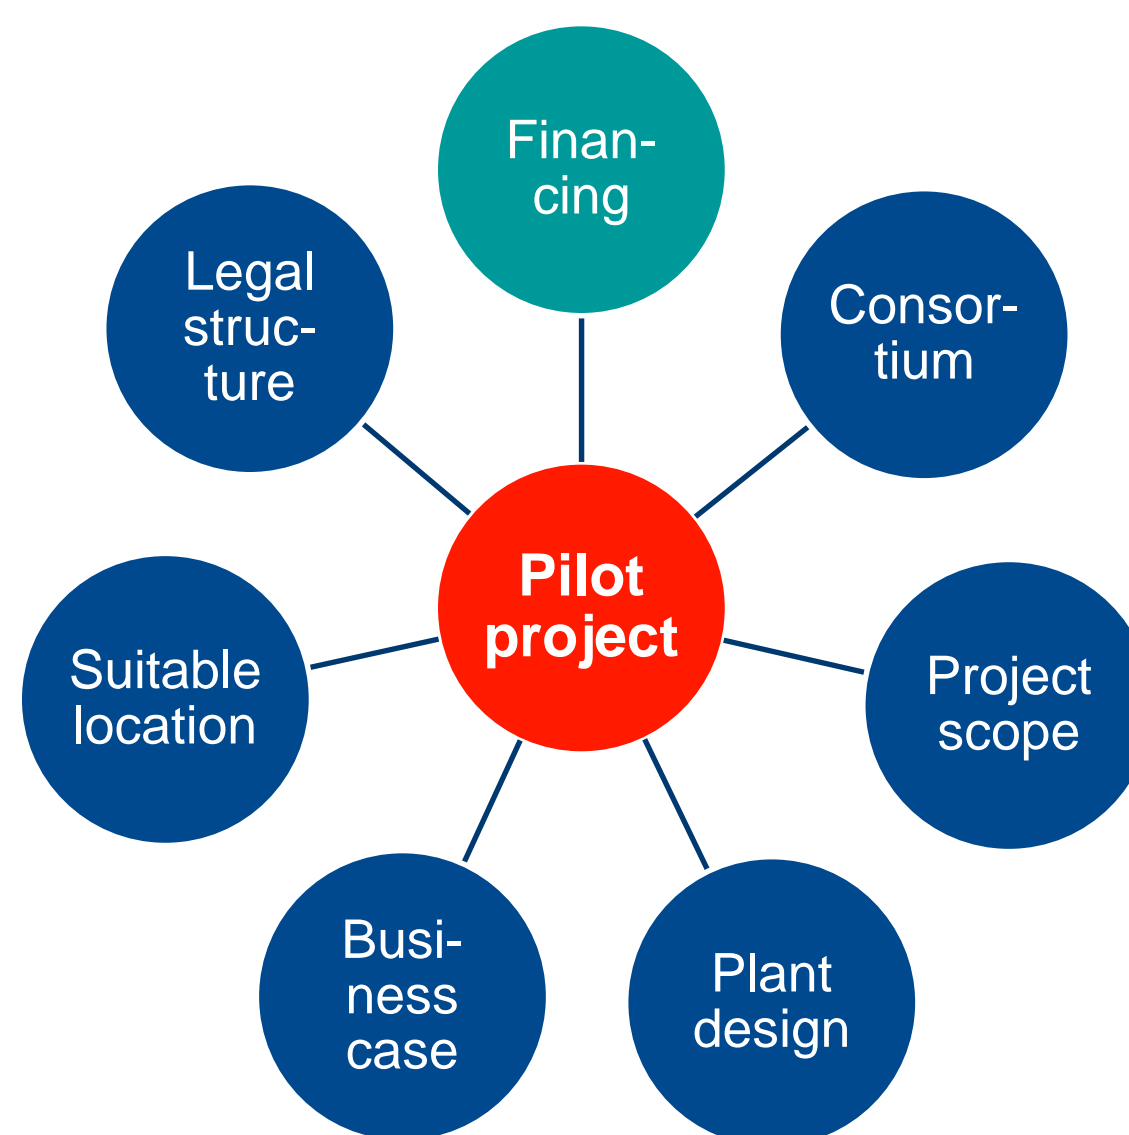 Finan-
cing
Legal
struc-
ture
Consor-
tium
Pilot
project
Suitable
location
Project
scope
Busi-
ness
case
Plant
design